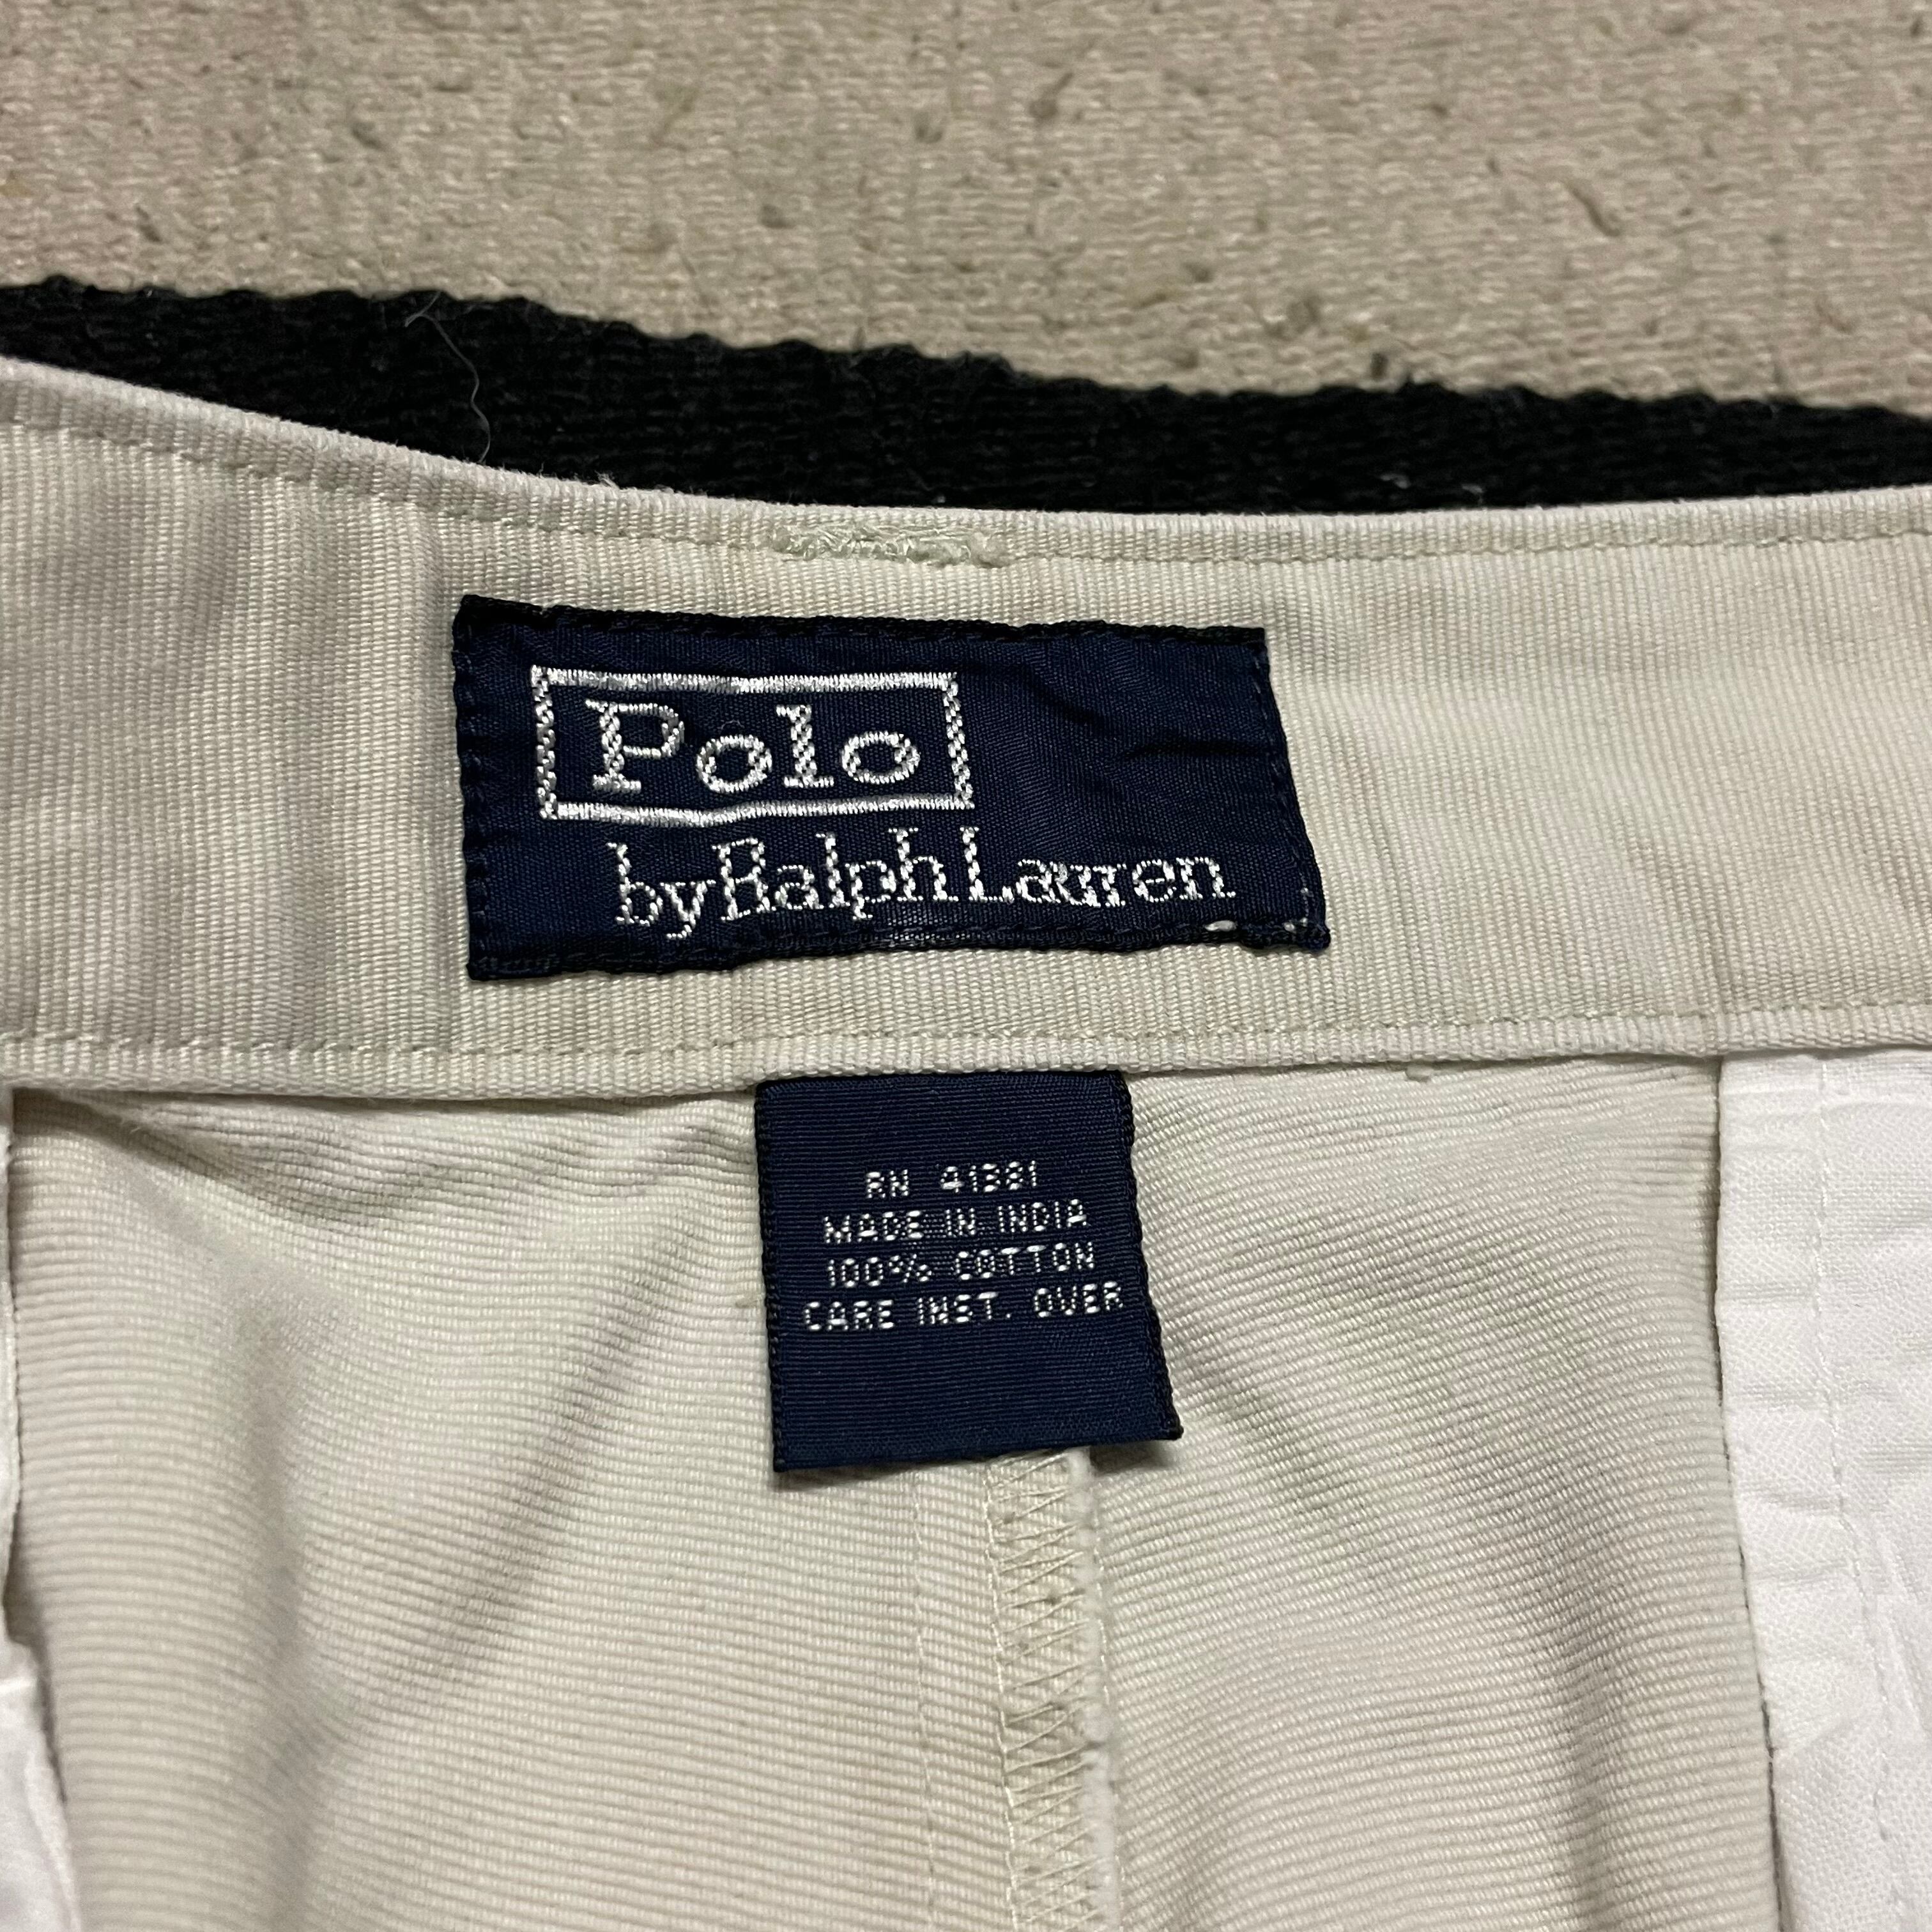 Polo
by Ralph Lauren
RN 41381
MADE IN INDIA
100% COTTON
CARE INST. OVER